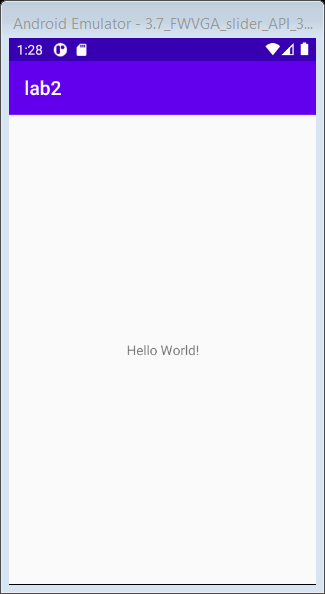 Android Emulator - 3.7_FWVGA_slider_API_3...
1:28
lab2
Hello World!